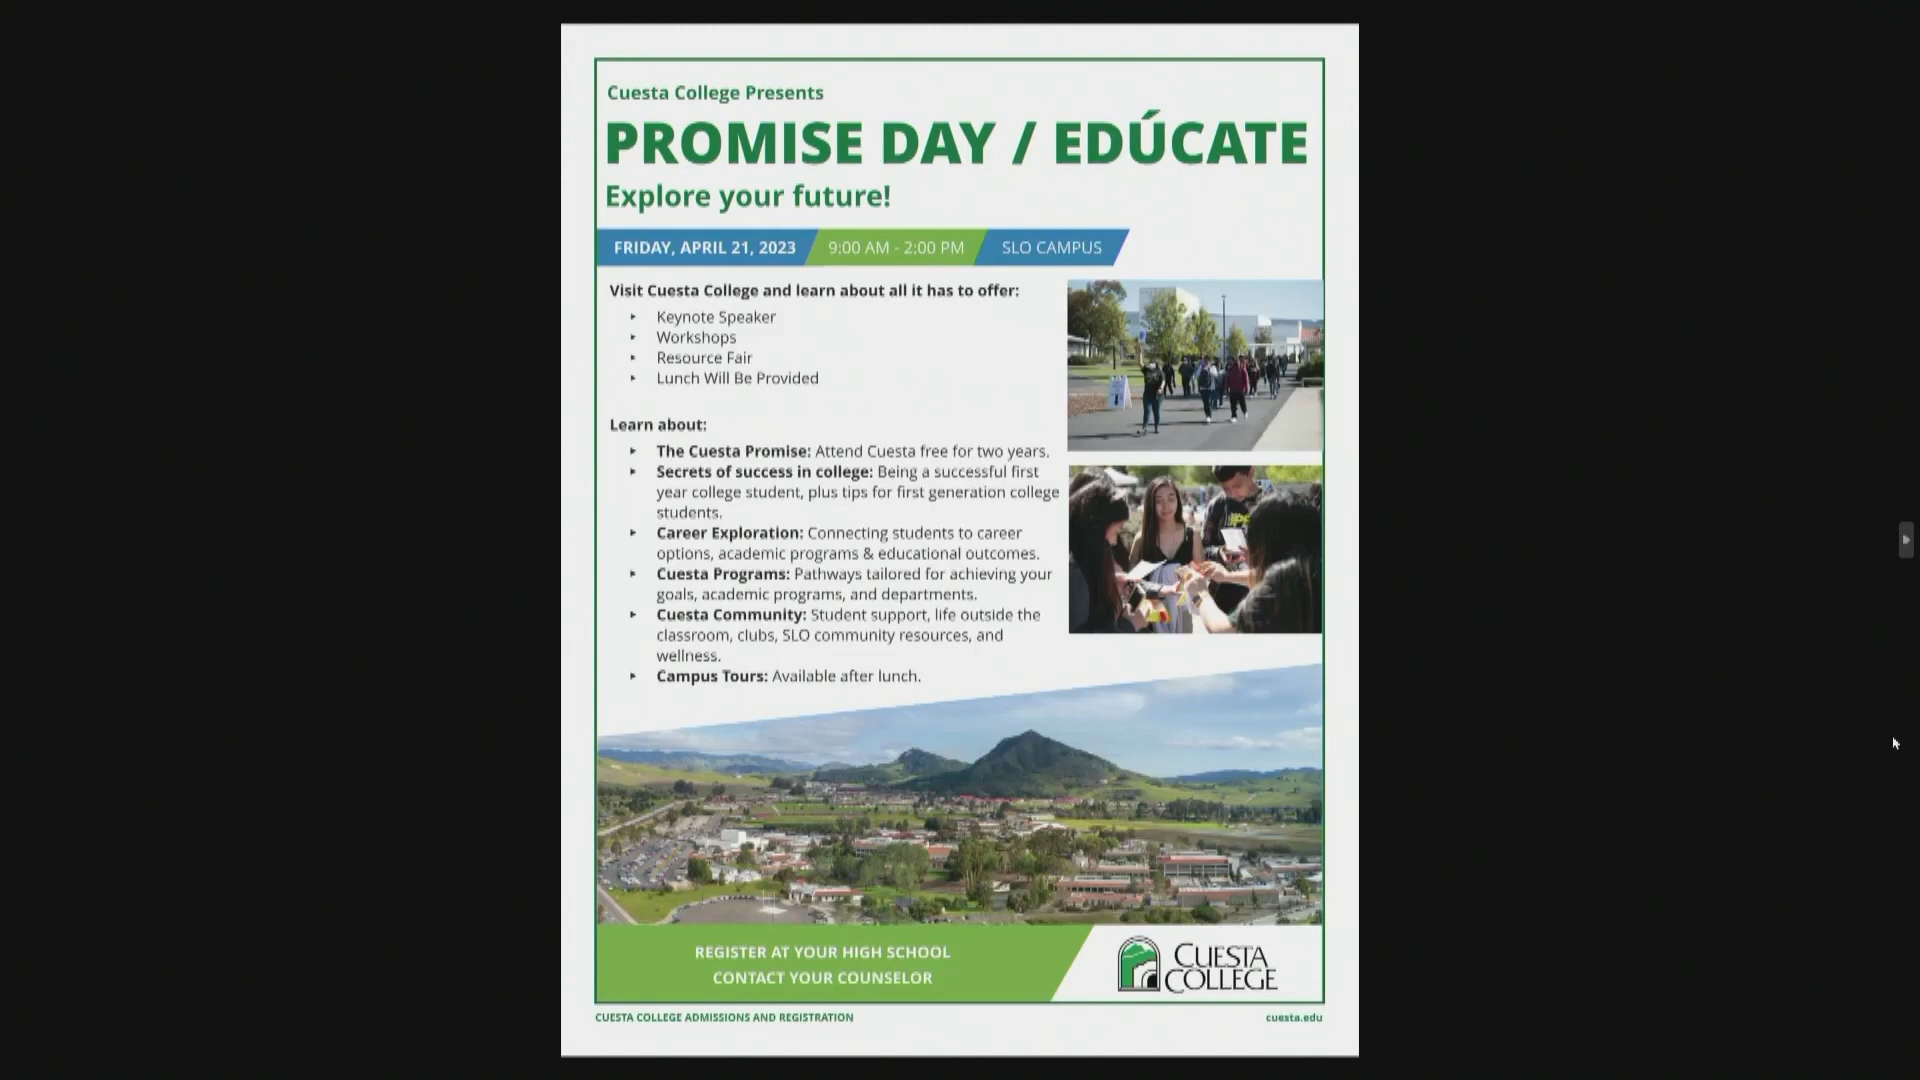 Cuesta College Presents
PROMISE DAY / EDÚCATE
Explore your future!
FRIDAY, APRIL 21, 2023 9:00 AM - 2:00 PM SLO CAMPUS
Visit Cuesta College and learn about all it has to offer:
Keynote Speaker
Workshops
Resource Fair
Lunch Will Be Provided
Learn about:
The Cuesta Promise: Attend Cuesta free for two years.
Secrets of success in college: Being a successful first
year college student, plus tips for first generation college
students.
Career Exploration: Connecting students to career
options, academic programs & educational outcomes.
Cuesta Programs: Pathways tailored for achieving your
goals, academic programs, and departments.
Cuesta Community: Student support, life outside the
classroom, clubs, SLO community resources, and
wellness.
Campus Tours: Available after lunch.
REGISTER AT YOUR HIGH SCHOOL
CONTACT YOUR COUNSELOR
CUESTA
COLLEGE
CUESTA COLLEGE ADMISSIONS AND REGISTRATION
cuesta.edu